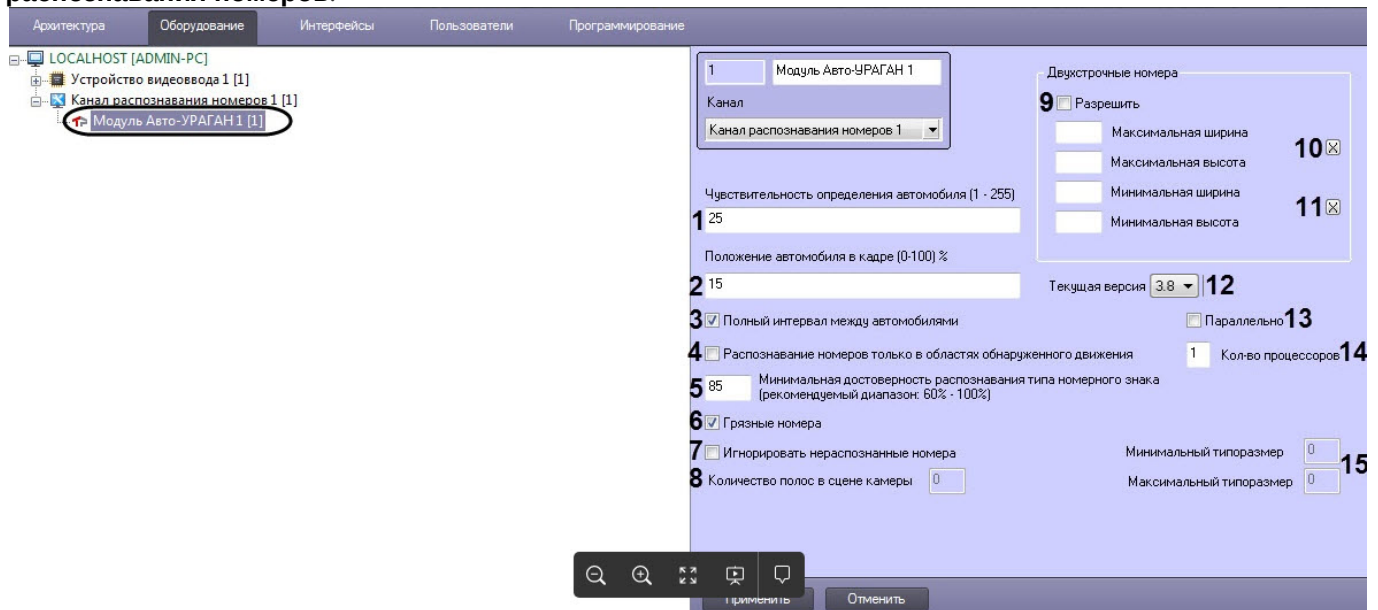 распознавания номеров.
Архитектура Оборудование Интерфейсы Пользователи Программирование
LOCALHOST [ADMIN-PC]
Устройство видеоввода 1 [1]
Канал распознавания номеров 1 [1]
Модуль Авто-УРАГАН 1 [1]
1 Модуль Авто-УРАГАН 1
Канал
Канал распознавания номеров 1
Двухстрочные номера
9 Разрешить
Максимальная ширина
10
Максимальная высота
Минимальная ширина
11
Минимальная высота
Чувствительность определения автомобиля (1 - 255)
1 25
Положение автомобиля в кадре (0-100) %
2 15
Текущая версия 3.8 12
3 Полный интервал между автомобилями
Параллельно 13
4 Распознавание номеров только в областях обнаруженного движения
1 Кол-во процессоров 14
5 85 Минимальная достоверность распознавания типа номерного знака
(рекомендуемый диапазон: 60% - 100%)
6 Грязные номера
7 Игнорировать нераспознанные номера
Минимальный типоразмер 0
15
8 Количество полос в сцене камеры 0
Максимальный типоразмер 0
Применить Отменить